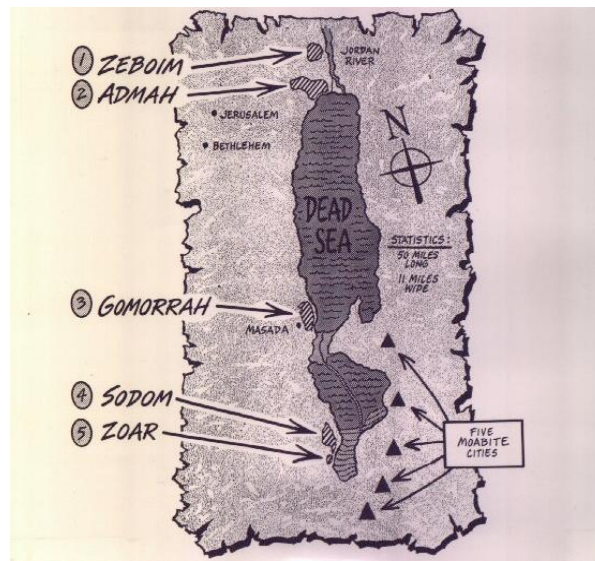 1 ZEBOIM
2 ADMAH
JORDAN
RIVER
JERUSALEM
BETHLEHEM
N
DEAD
SEA
STATISTICS:
50 MILES
LONG
11 MILES
WIDE
3 GOMORRAH
MASADA
4 SODOM
5 ZOAR
FIVE
MOABITE
CITIES